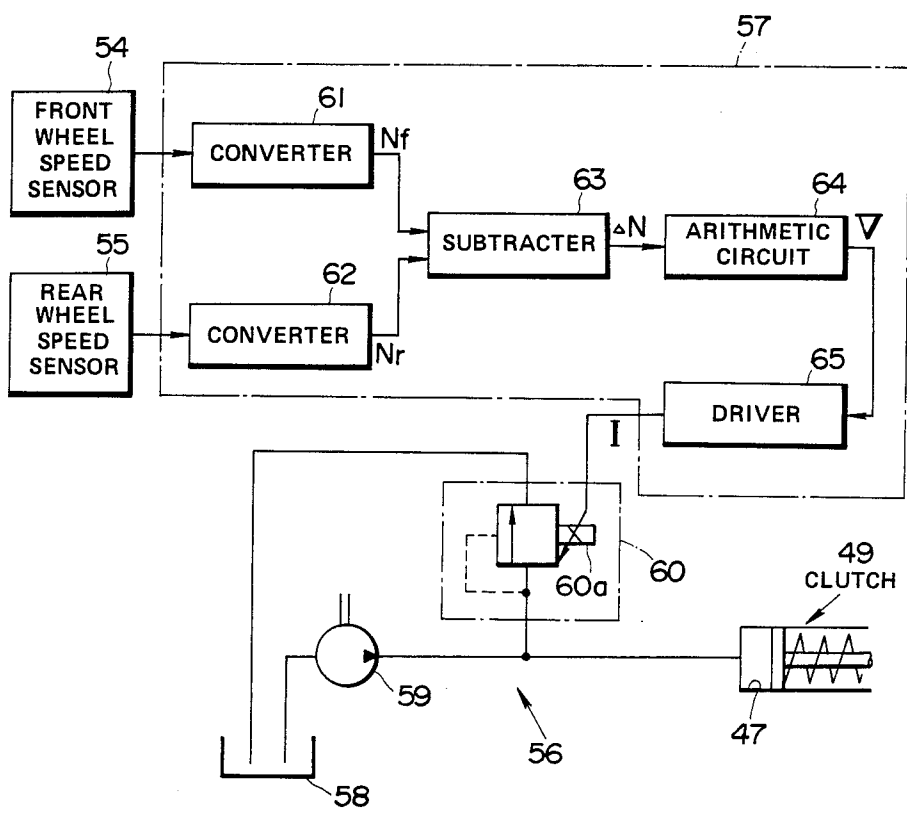 57
54
FRONT
WHEEL
SPEED
SENSOR
61
CONVERTER
Nf
63
SUBTRACTER
ΔN
64
ARITHMETIC
CIRCUIT
V
55
REAR
WHEEL
SPEED
SENSOR
62
CONVERTER
Nr
65
DRIVER
I
60a
60
49
CLUTCH
59
56
47
58